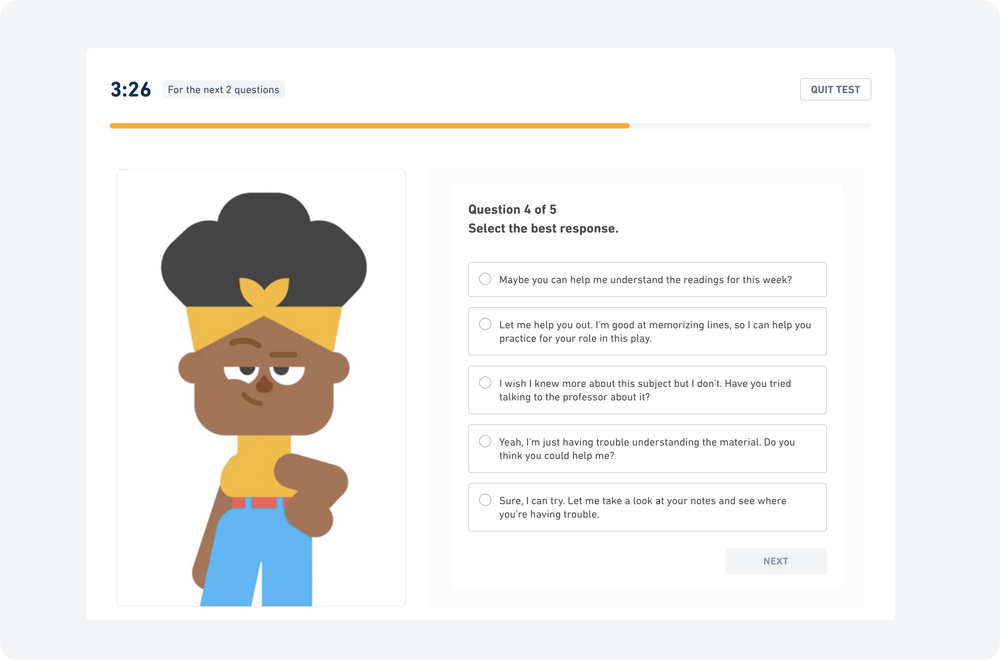 3:26 For the next 2 questions
QUIT TEST
Question 4 of 5
Select the best response.
Maybe you can help me understand the readings for this week?
Let me help you out. I'm good at memorizing lines, so I can help you
practice for your role in this play.
I wish I knew more about this subject but I don't. Have you tried
talking to the professor about it?
Yeah, I'm just having trouble understanding the material. Do you
think you could help me?
Sure, I can try. Let me take a look at your notes and see where
you're having trouble.
NEXT